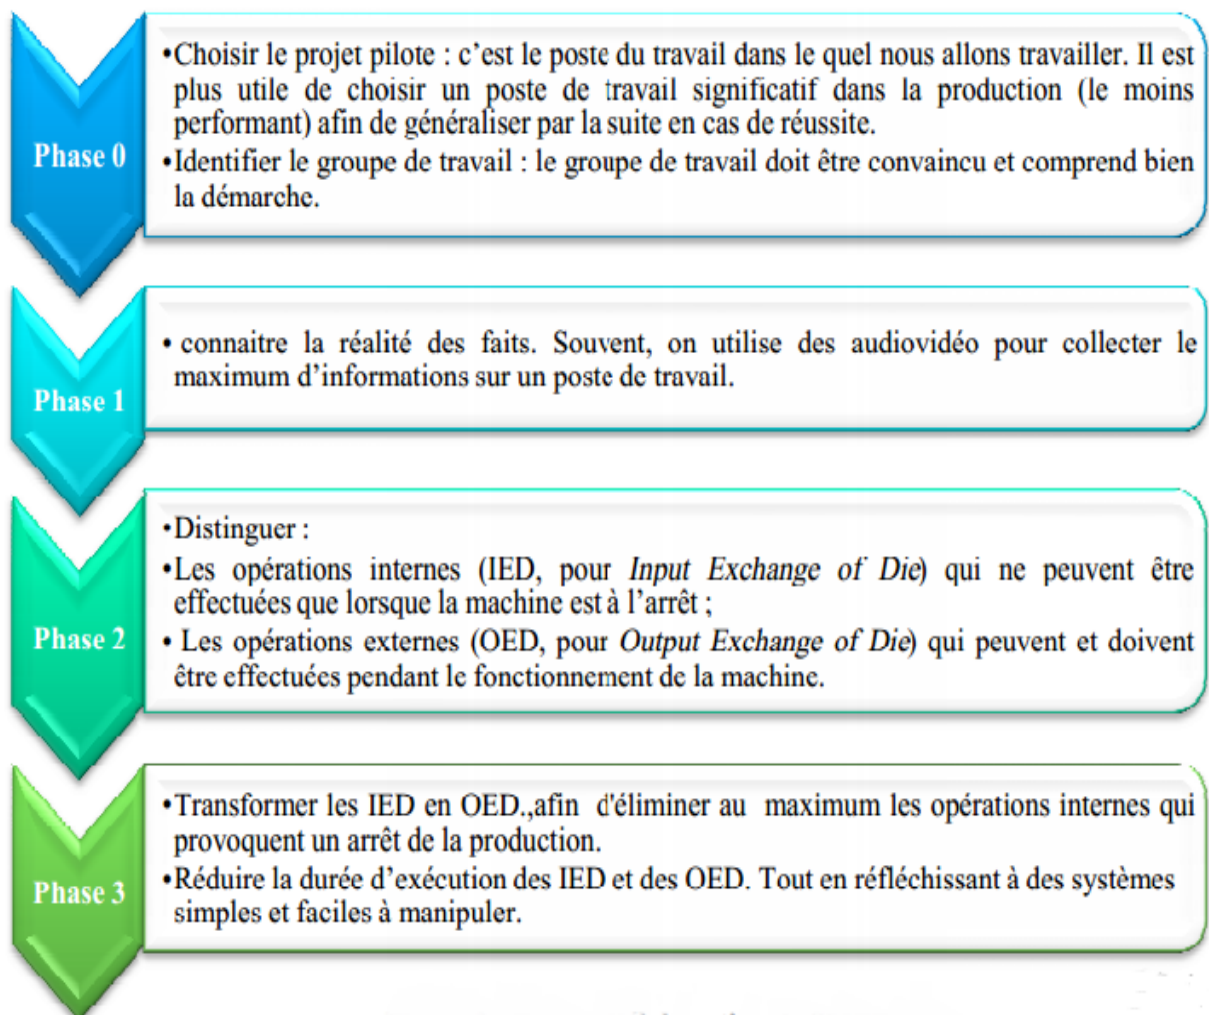 •Choisir le projet pilote : c’est le poste du travail dans le quel nous allons travailler. Il est
plus utile de choisir un poste de travail significatif dans la production (le moins
performant) afin de généraliser par la suite en cas de réussite.
Phase 0
•Identifier le groupe de travail : le groupe de travail doit être convaincu et comprend bien
la démarche.
• connaitre la réalité des faits. Souvent, on utilise des audiovidéo pour collecter le
maximum d’informations sur un poste de travail.
Phase 1
•Distinguer :
•Les opérations internes (IED, pour Input Exchange of Die) qui ne peuvent être
effectuées que lorsque la machine est à l’arrêt ;
Phase 2
• Les opérations externes (OED, pour Output Exchange of Die) qui peuvent et doivent
être effectuées pendant le fonctionnement de la machine.
•Transformer les IED en OED.,afin d'éliminer au maximum les opérations internes qui
provoquent un arrêt de la production.
Phase 3
•Réduire la durée d’exécution des IED et des OED. Tout en réfléchissant à des systèmes
simples et faciles à manipuler.